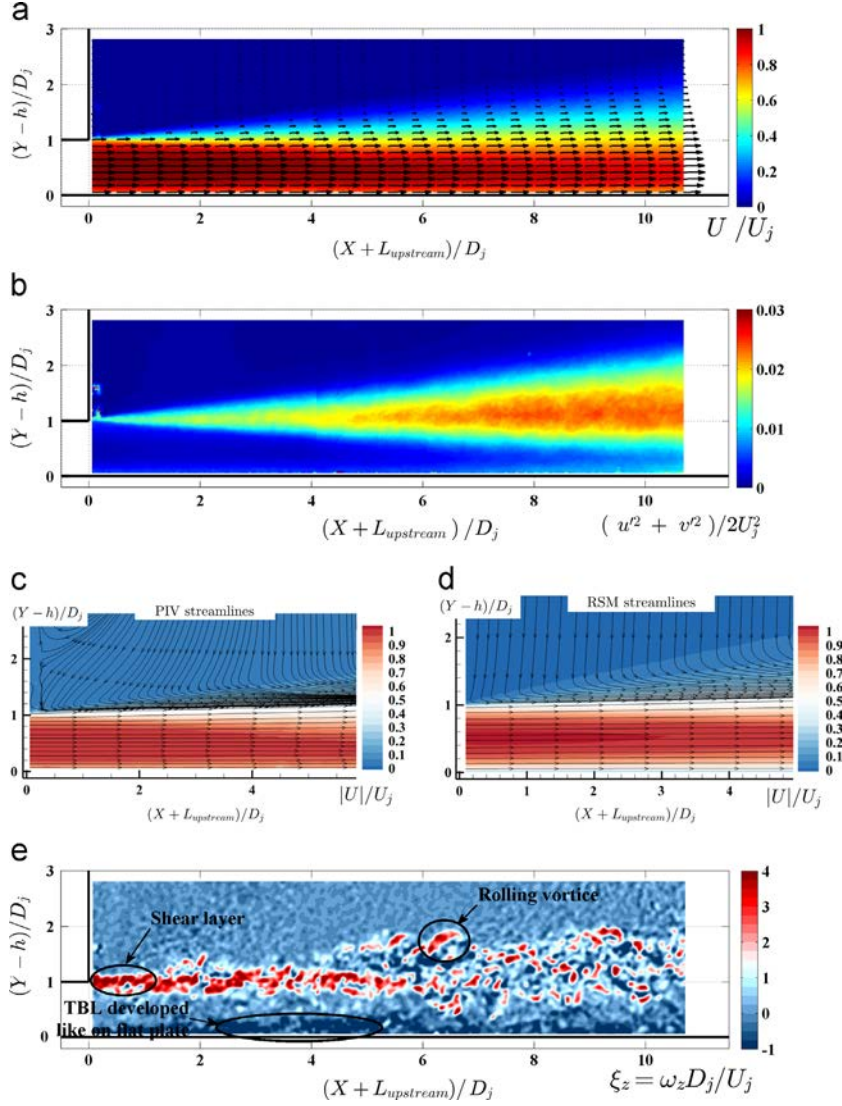 a
3
2
1
0
(Y − h)/D_j
0 2 4 6 8 10
(X + L_upstream)/D_j
1
0.8
0.6
0.4
0.2
0
U /U_j
b
3
2
1
0
(Y − h)/D_j
0 2 4 6 8 10
(X + L_upstream)/D_j
0.03
0.02
0.01
0
( u'2 + v'2 )/2U_j^2
c
(Y − h)/D_j
PIV streamlines
2
1
0
2 4
(X + L_upstream)/D_j
1
0.9
0.8
0.7
0.6
0.5
0.4
0.3
0.2
0.1
0
|U|/U_j
d
(Y − h)/D_j
RSM streamlines
2
1
0
0 1 2 3 4
(X + L_upstream)/D_j
1
0.9
0.8
0.7
0.6
0.5
0.4
0.3
0.2
0.1
0
|U|/U_j
e
3
2
1
0
(Y − h)/D_j
Shear layer
Rolling vortice
TBL developed
like on flat plate
0 2 4 6 8 10
(X + L_upstream)/D_j
4
3
2
1
0
-1
ξ_z = ω_z D_j/U_j